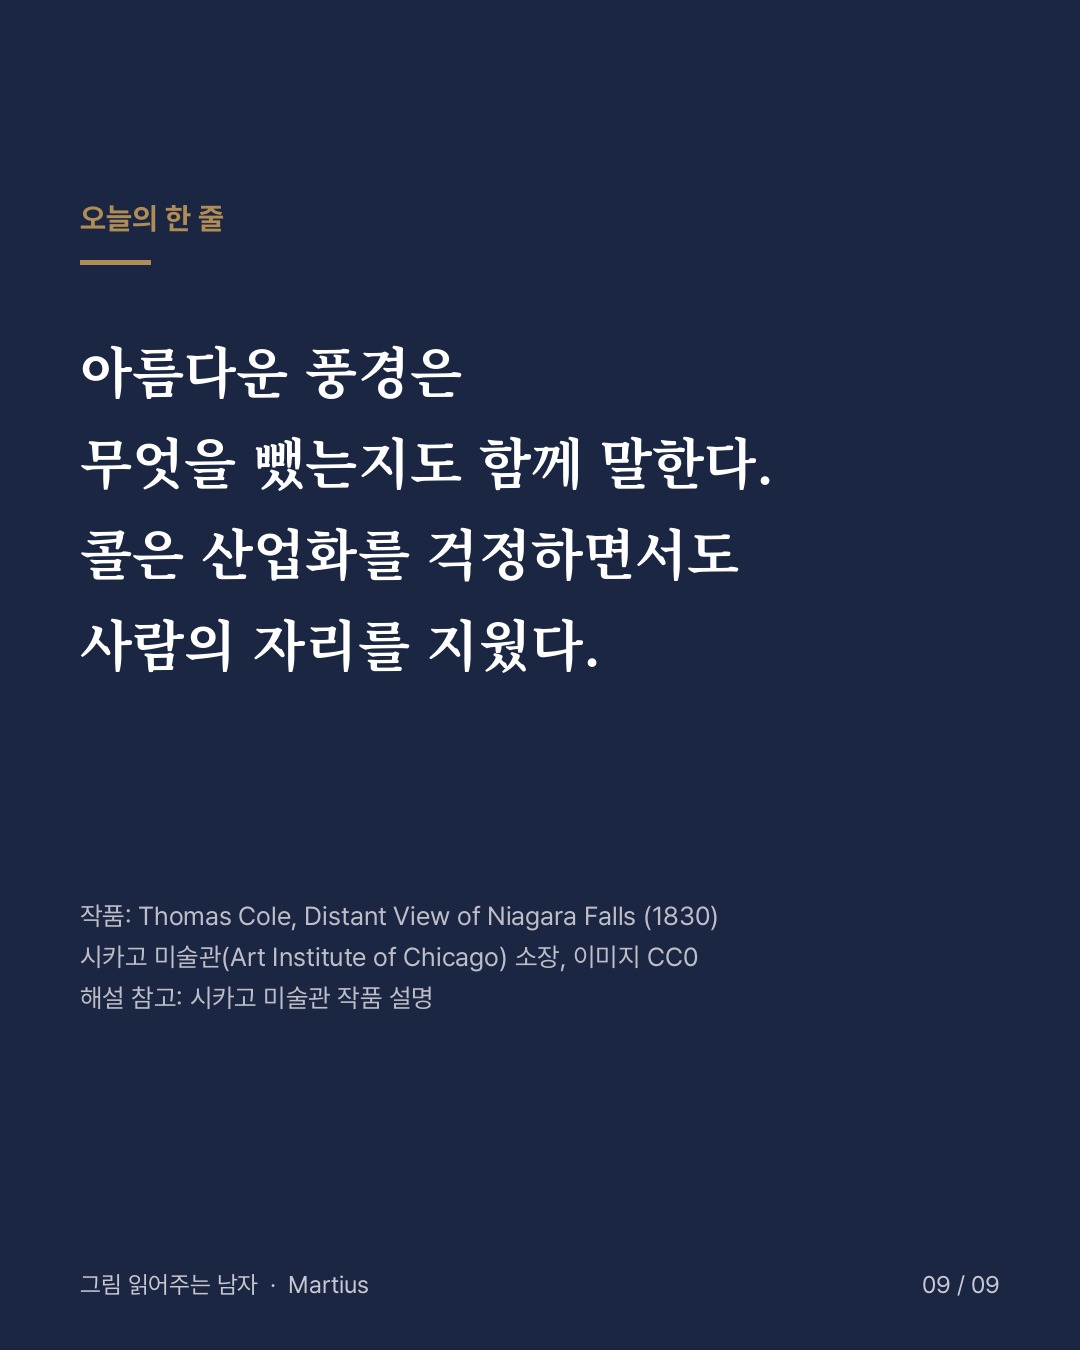 오늘의 한 줄
아름다운 풍경은
무엇을 뺐는지도 함께 말한다.
콜은 산업화를 걱정하면서도
사람의 자리를 지웠다.
작품: Thomas Cole, Distant View of Niagara Falls (1830)
시카고 미술관(Art Institute of Chicago) 소장, 이미지 CC0
해설 참고: 시카고 미술관 작품 설명
그림 읽어주는 남자 · Martius
09 / 09